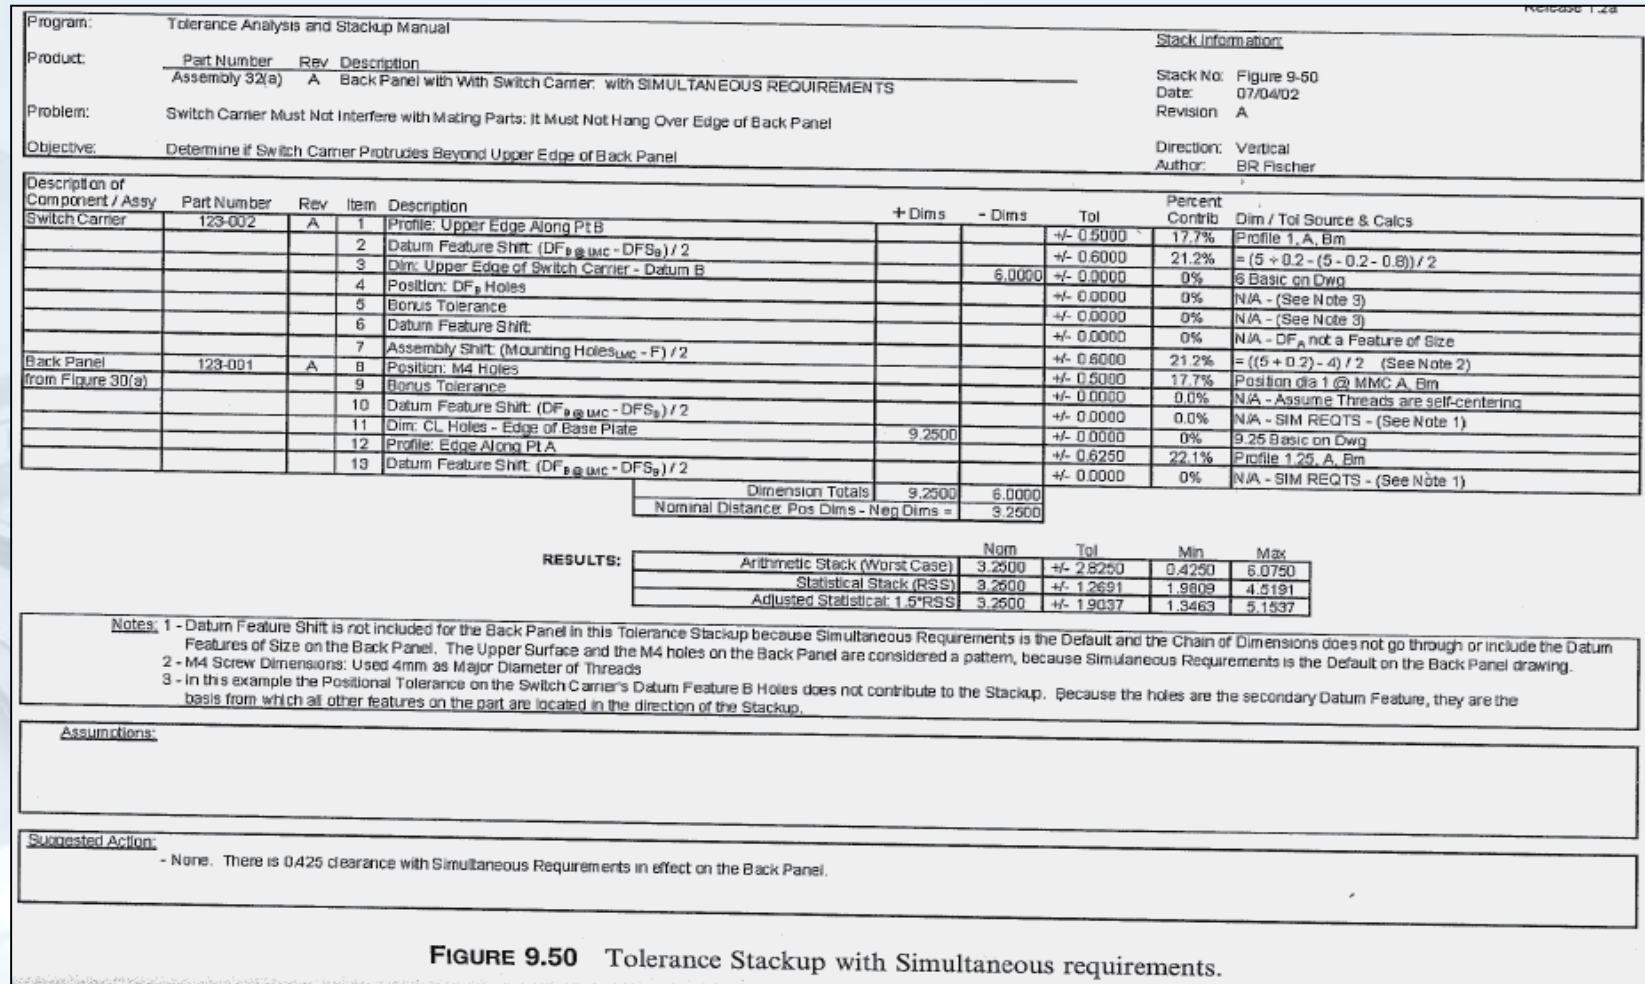 Release 1.2a
Program: Tolerance Analysis and Stackup Manual
Stack Information:
Product: Part Number Rev Description
Assembly 32(a) A Back Panel with With Switch Carrier: with SIMULTANEOUS REQUIREMENTS
Stack No: Figure 9-50
Date: 07/04/02
Problem: Switch Carrier Must Not Interfere with Mating Parts: It Must Not Hang Over Edge of Back Panel
Revision A
Objective: Determine if Switch Carrier Protrudes Beyond Upper Edge of Back Panel
Direction: Vertical
Author: BR Fischer
Description of
Component / Assy Part Number Rev Item Description + Dims - Dims Tol Percent Contrib Dim / Tol Source & Calcs
Switch Carrier 123-002 A 1 Profile: Upper Edge Along Pt B +/- 0.5000 17.7% Profile 1, A, Bm
2 Datum Feature Shift: (DFB @ LMC - DFSB) / 2 +/- 0.6000 21.2% = (5 + 0.2 - (5 - 0.2 - 0.8)) / 2
3 Dim: Upper Edge of Switch Carrier - Datum B 6.0000 +/- 0.0000 0% 6 Basic on Dwg
4 Position: DFB Holes +/- 0.0000 0% N/A - (See Note 3)
5 Bonus Tolerance +/- 0.0000 0% N/A - (See Note 3)
6 Datum Feature Shift: +/- 0.0000 0% N/A - DFA not a Feature of Size
7 Assembly Shift: (Mounting HolesLMC - F) / 2 +/- 0.6000 21.2% = ((5 + 0.2) - 4) / 2 (See Note 2)
Back Panel 123-001 A 8 Position: M4 Holes +/- 0.5000 17.7% Position dia 1 @ MMC A, Bm
from Figure 30(a) 9 Bonus Tolerance +/- 0.0000 0.0% N/A - Assume Threads are self-centering
10 Datum Feature Shift: (DFB @ LMC - DFSB) / 2 +/- 0.0000 0.0% N/A - SIM REQTS - (See Note 1)
11 Dim: CL Holes - Edge of Base Plate 9.2500 +/- 0.0000 0% 9.25 Basic on Dwg
12 Profile: Edge Along Pt A +/- 0.6250 22.1% Profile 1.25, A, Bm
13 Datum Feature Shift: (DFB @ LMC - DFSB) / 2 +/- 0.0000 0% N/A - SIM REQTS - (See Note 1)
Dimension Totals 9.2500 6.0000
Nominal Distance: Pos Dims - Neg Dims = 3.2500
RESULTS: Nom Tol Min Max
Arithmetic Stack (Worst Case) 3.2500 +/- 2.8250 0.4250 6.0750
Statistical Stack (RSS) 3.2500 +/- 1.2691 1.9809 4.5191
Adjusted Statistical: 1.5*RSS 3.2500 +/- 1.9037 1.3463 5.1537
Notes: 1 - Datum Feature Shift is not included for the Back Panel in this Tolerance Stackup because Simultaneous Requirements is the Default and the Chain of Dimensions does not go through or include the Datum
Features of Size on the Back Panel. The Upper Surface and the M4 holes on the Back Panel are considered a pattern, because Simulaneous Requirements is the Default on the Back Panel drawing.
2 - M4 Screw Dimensions: Used 4mm as Major Diameter of Threads
3 - In this example the Positional Tolerance on the Switch Carrier's Datum Feature B Holes does not contribute to the Stackup. Because the holes are the secondary Datum Feature, they are the
basis from which all other features on the part are located in the direction of the Stackup.
Assumptions:
Suggested Action:
- None. There is 0.425 clearance with Simultaneous Requirements in effect on the Back Panel.
FIGURE 9.50 Tolerance Stackup with Simultaneous requirements.